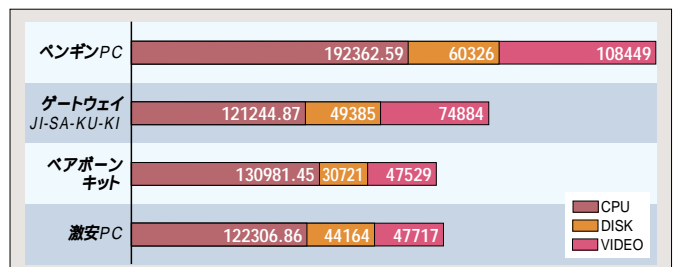 ペンギンPC
192362.59 60326 108449
ゲートウェイ
JI-SA-KU-KI
121244.87 49385 74884
ベアボーン
キット
130981.45 30721 47529
激安PC
122306.86 44164 47717
CPU
DISK
VIDEO